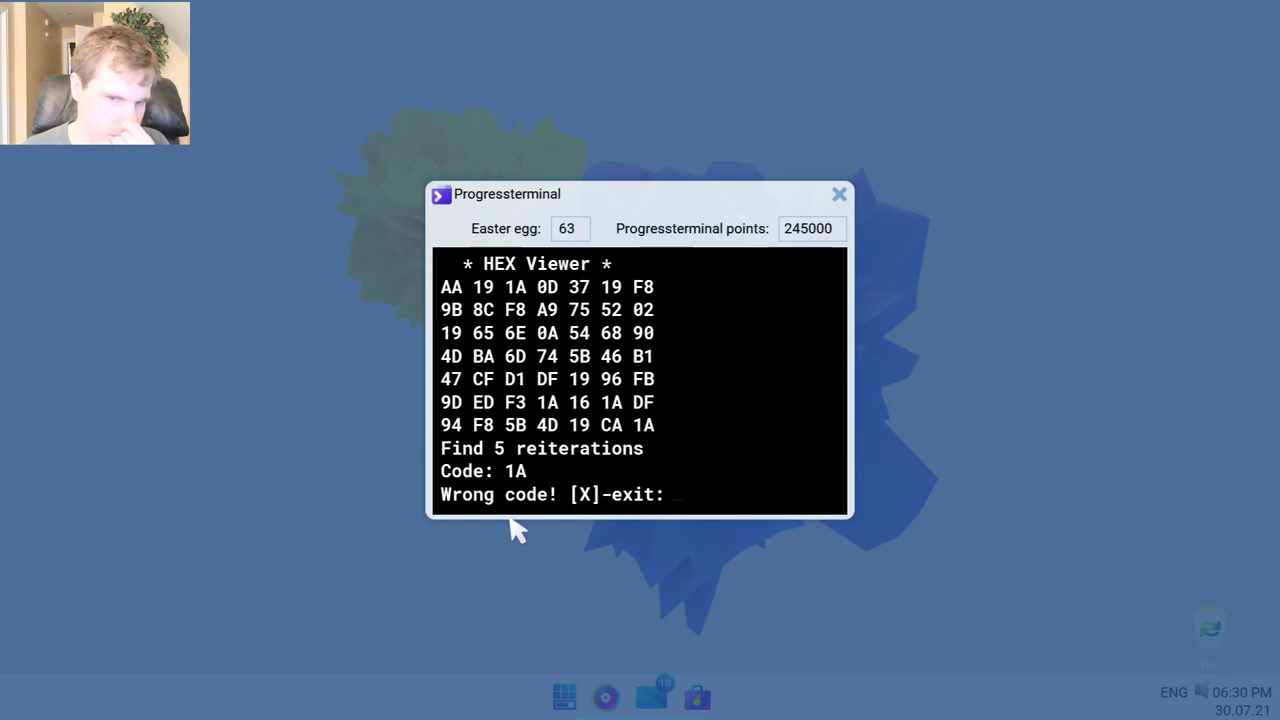 Progressterminal
Easter egg: 63 Progressterminal points: 245000
* HEX Viewer *
AA 19 1A 0D 37 19 F8
9B 8C F8 A9 75 52 02
19 65 6E 0A 54 68 90
4D BA 6D 74 5B 46 B1
47 CF D1 DF 19 96 FB
9D ED F3 1A 16 1A DF
94 F8 5B 4D 19 CA 1A
Find 5 reiterations
Code: 1A
Wrong code! [X]-exit: _
Bin
18
ENG 06:30 PM
30.07.21